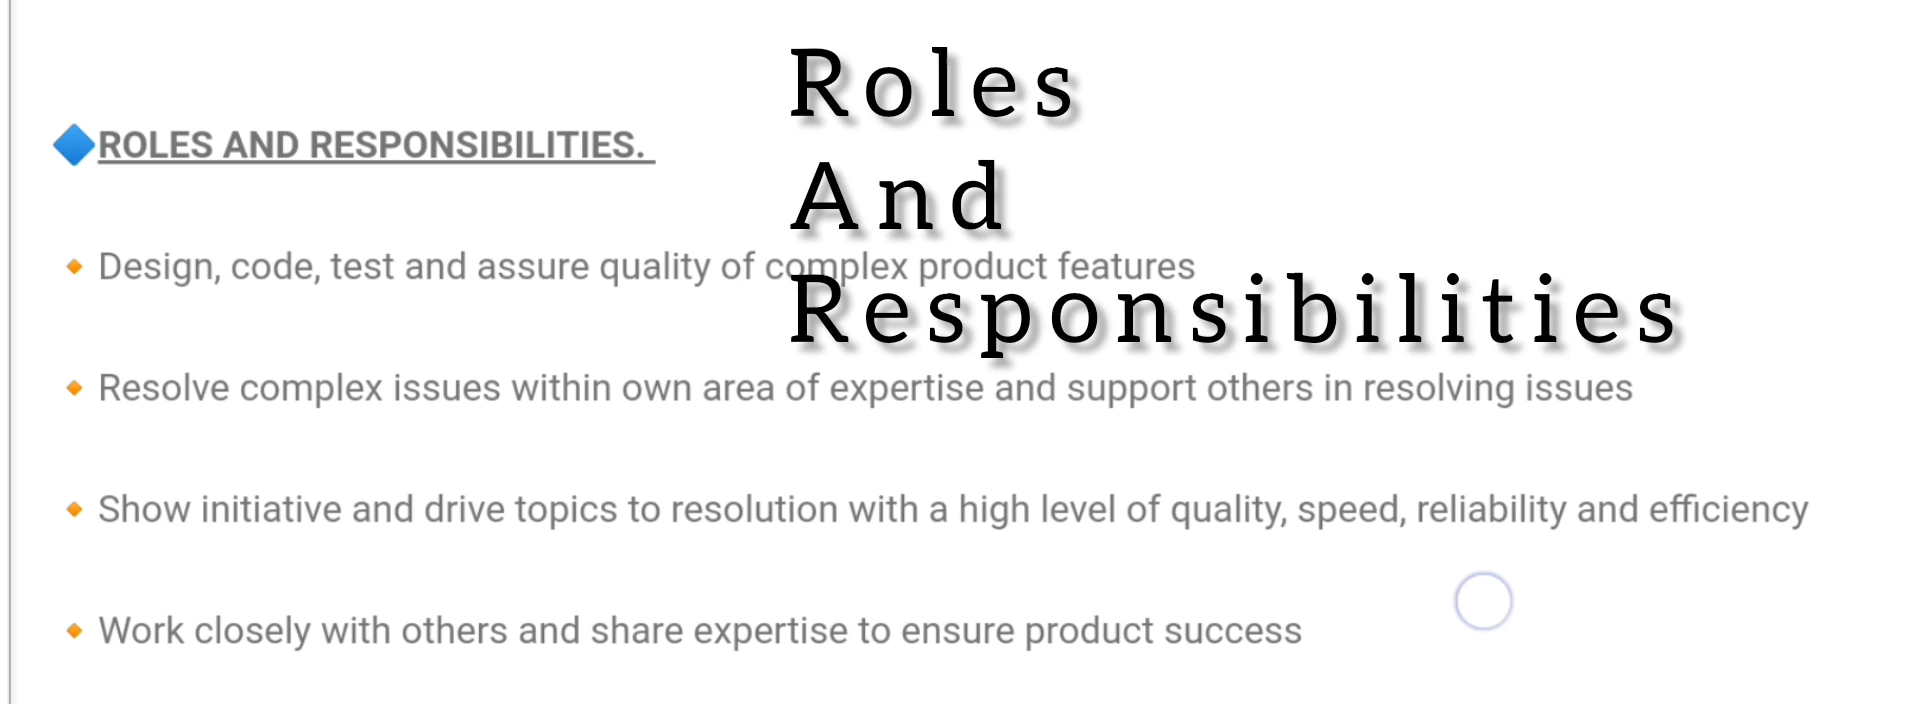 Roles
And
Responsibilities
ROLES AND RESPONSIBILITIES.
Design, code, test and assure quality of complex product features
Resolve complex issues within own area of expertise and support others in resolving issues
Show initiative and drive topics to resolution with a high level of quality, speed, reliability and efficiency
Work closely with others and share expertise to ensure product success